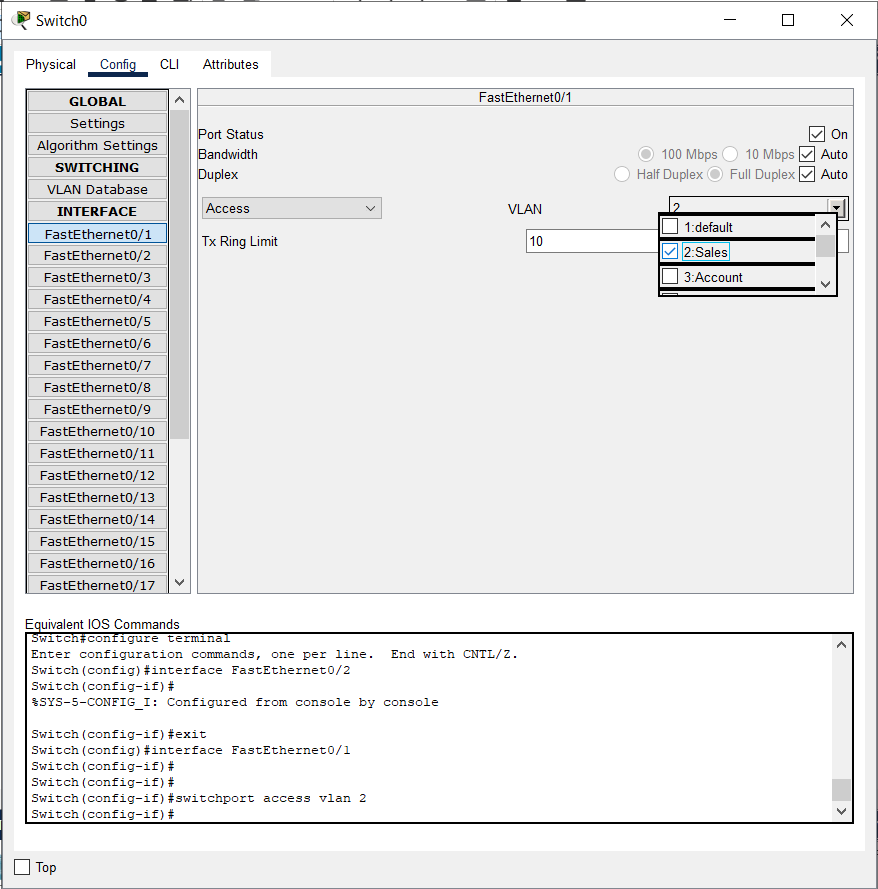 Switch0
Physical Config CLI Attributes
GLOBAL
Settings
Algorithm Settings
SWITCHING
VLAN Database
INTERFACE
FastEthernet0/1
FastEthernet0/2
FastEthernet0/3
FastEthernet0/4
FastEthernet0/5
FastEthernet0/6
FastEthernet0/7
FastEthernet0/8
FastEthernet0/9
FastEthernet0/10
FastEthernet0/11
FastEthernet0/12
FastEthernet0/13
FastEthernet0/14
FastEthernet0/15
FastEthernet0/16
FastEthernet0/17
FastEthernet0/1
Port Status On
Bandwidth 100 Mbps 10 Mbps Auto
Duplex Half Duplex Full Duplex Auto
Access VLAN 2
1:default
2:Sales
3:Account
Tx Ring Limit 10
Equivalent IOS Commands
Switch#configure terminal
Enter configuration commands, one per line. End with CNTL/Z.
Switch(config)#interface FastEthernet0/2
Switch(config-if)#
%SYS-5-CONFIG_I: Configured from console by console
Switch(config-if)#exit
Switch(config)#interface FastEthernet0/1
Switch(config-if)#
Switch(config-if)#
Switch(config-if)#switchport access vlan 2
Switch(config-if)#
Top